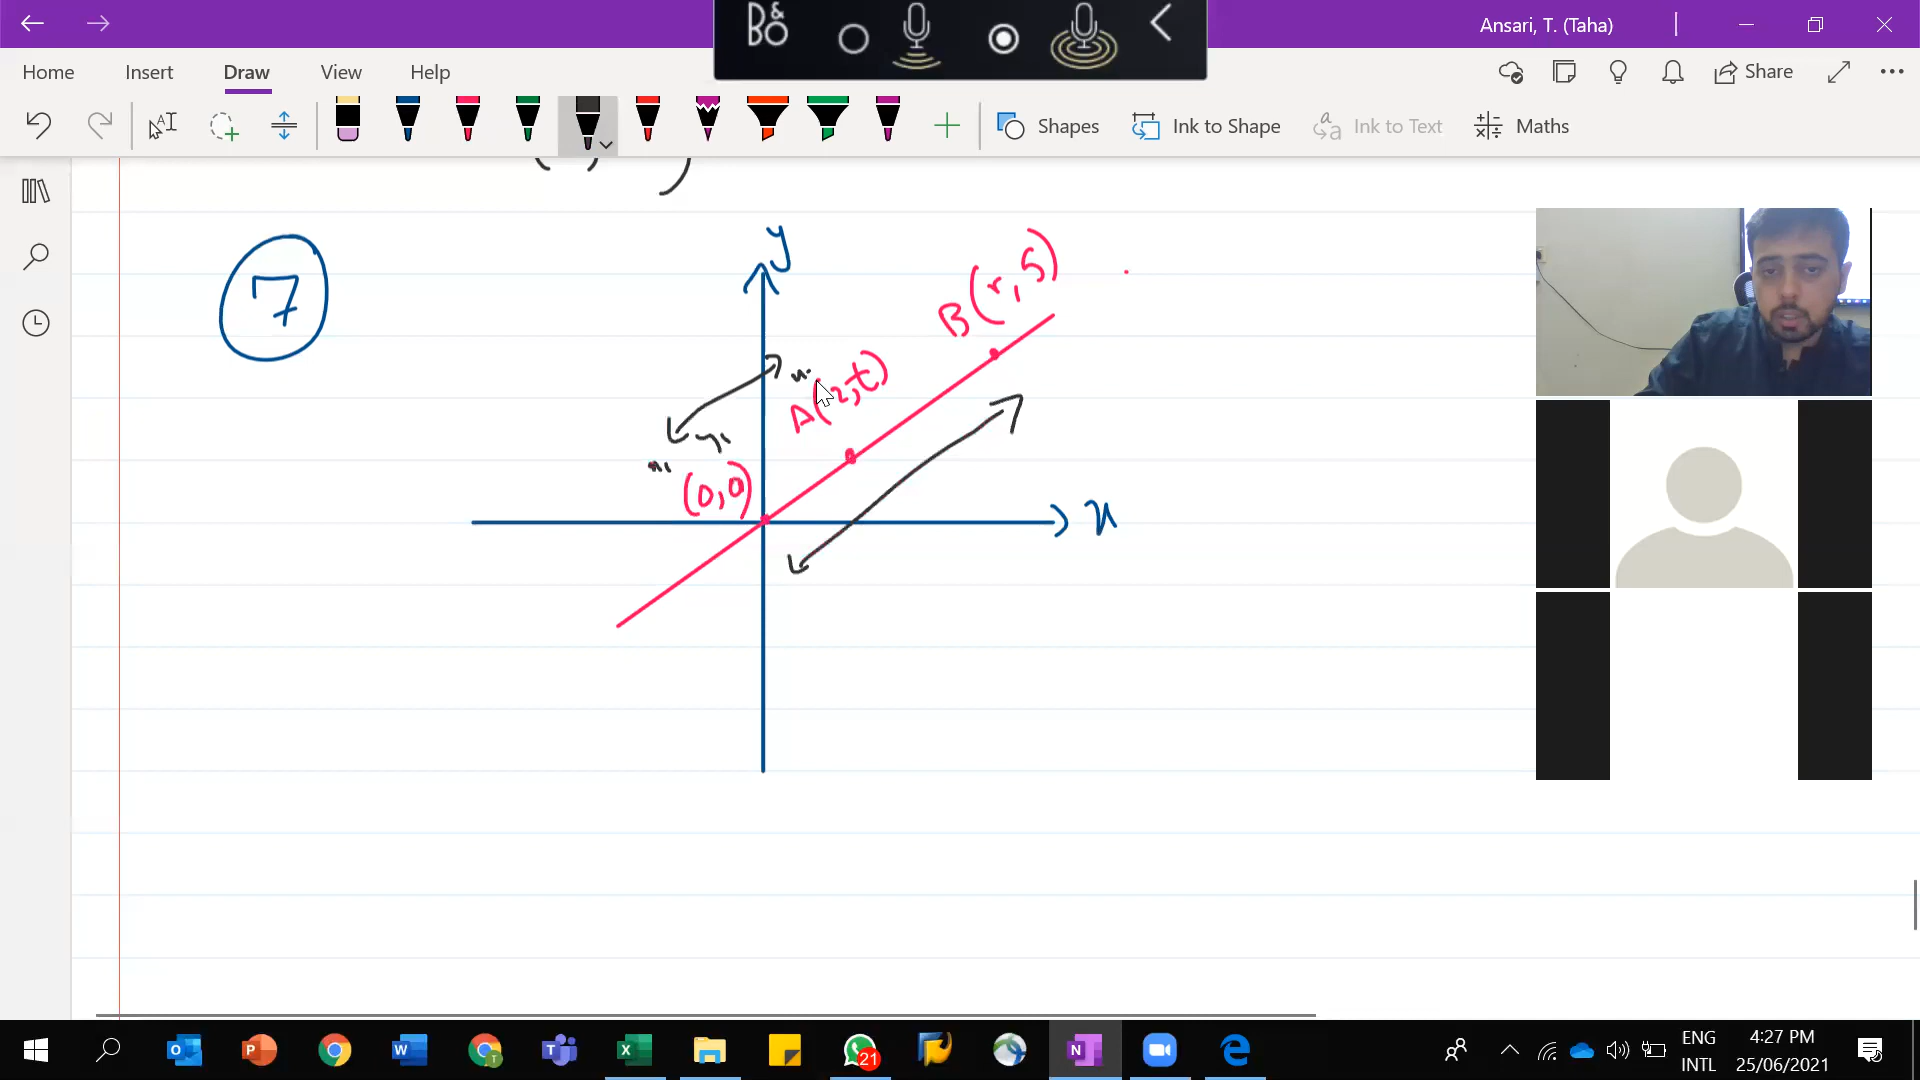 B&O
Ansari, T. (Taha)
Home Insert Draw View Help
Share
Shapes Ink to Shape Ink to Text Maths
7
y
B(r, 5)
A(2, t)
(0,0)
x
21
ENG
INTL
4:27 PM
25/06/2021